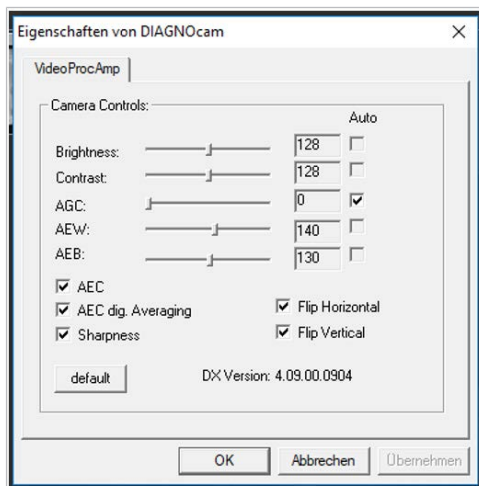 Eigenschaften von DIAGNOcam
VideoProcAmp
Camera Controls:
Auto
Brightness: 128
Contrast: 128
AGC: 0
AEW: 140
AEB: 130
AEC
AEC dig. Averaging
Flip Horizontal
Sharpness
Flip Vertical
default
DX Version: 4.09.00.0904
OK
Abbrechen
Übernehmen